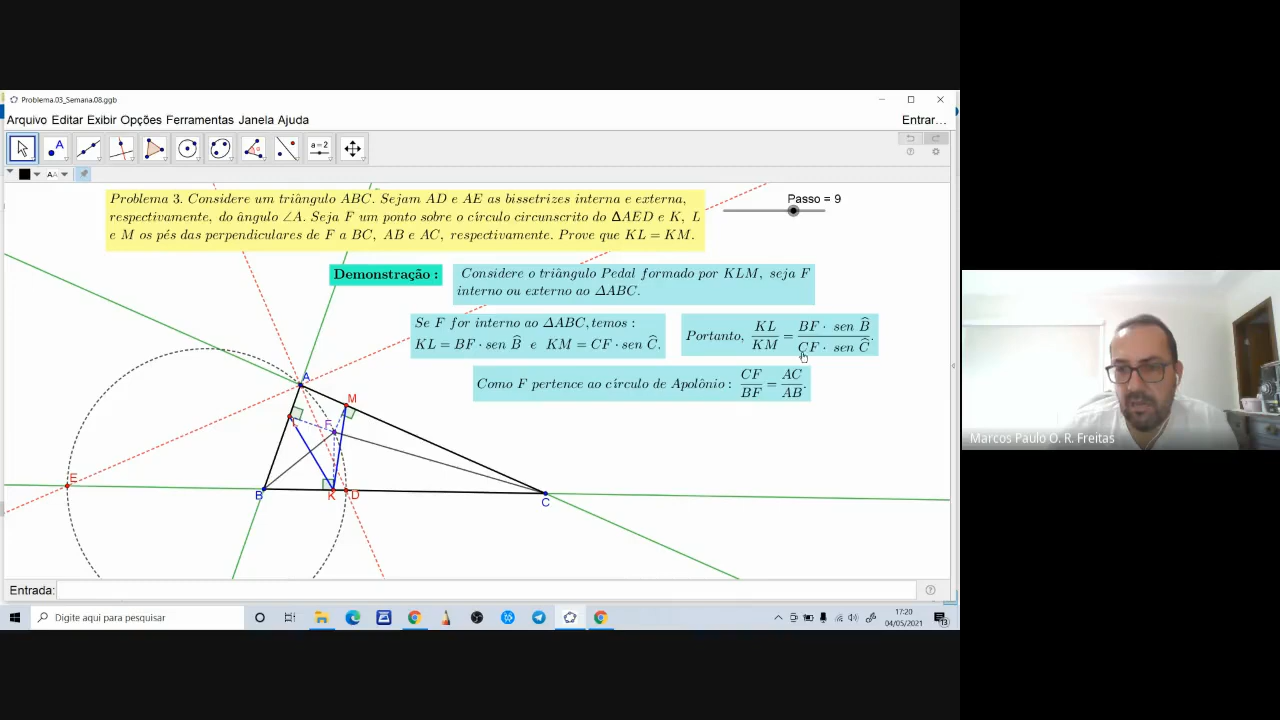 Problema.03_Semana.08.ggb
Arquivo Editar Exibir Opções Ferramentas Janela Ajuda
Entrar...
A
a=2
AA
Problema 3. Considere um triângulo ABC. Sejam AD e AE as bissetrizes interna e externa,
respectivamente, do ângulo ∠A. Seja F um ponto sobre o círculo circunscrito do ΔAED e K, L
e M os pés das perpendiculares de F a BC, AB e AC, respectivamente. Prove que KL = KM.
Passo = 9
Demonstração :
Considere o triângulo Pedal formado por KLM, seja F
interno ou externo ao ΔABC.
Se F for interno ao ΔABC, temos :
KL = BF · sen B̂ e KM = CF · sen Ĉ.
Portanto, KL/KM = BF · sen B̂/CF · sen Ĉ.
Como F pertence ao círculo de Apolônio : CF/BF = AC/AB.
A
M
L
F
E
B
K
D
C
Marcos Paulo O. R. Freitas
Entrada:
Digite aqui para pesquisar
17:20
04/05/2021
13